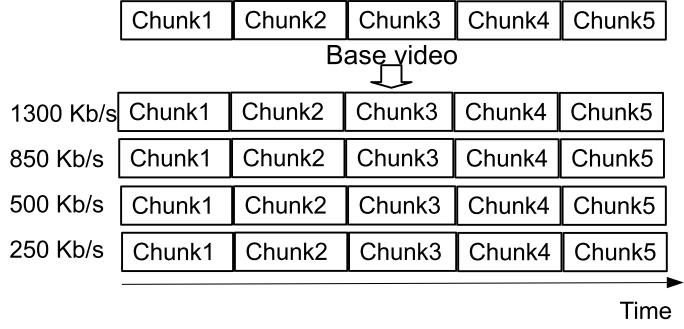 Chunk1 Chunk2 Chunk3 Chunk4 Chunk5
Base video
1300 Kb/s Chunk1 Chunk2 Chunk3 Chunk4 Chunk5
850 Kb/s Chunk1 Chunk2 Chunk3 Chunk4 Chunk5
500 Kb/s Chunk1 Chunk2 Chunk3 Chunk4 Chunk5
250 Kb/s Chunk1 Chunk2 Chunk3 Chunk4 Chunk5
Time